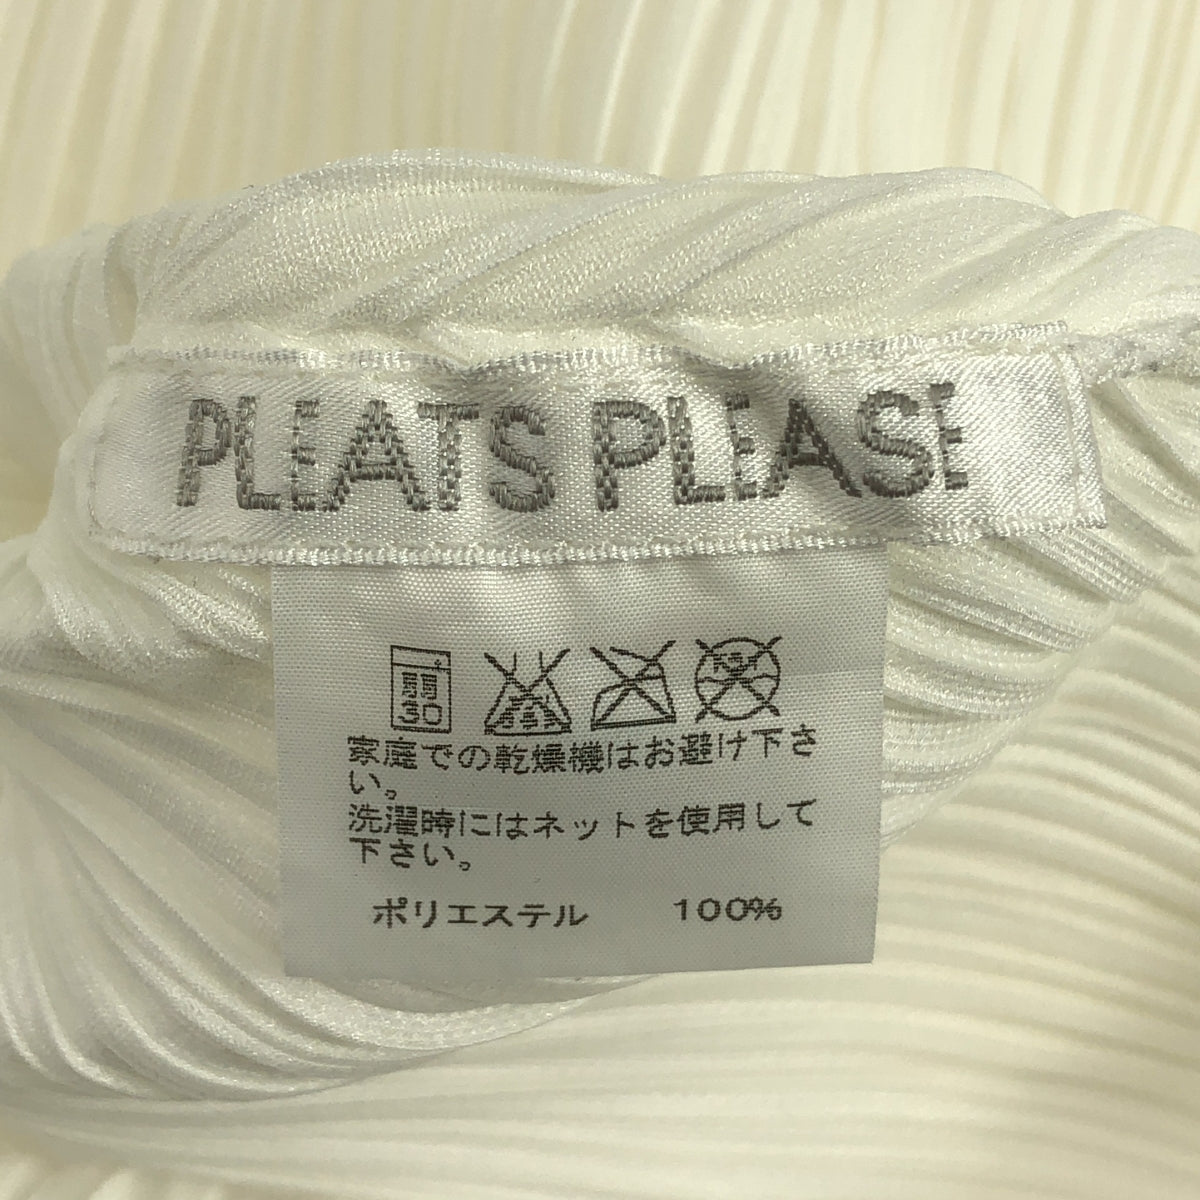 PLEATS PLEASE
弱
30
家庭での乾燥機はお避け下さ
い。
洗濯時にはネットを使用して
下さい。
ポリエステル 100%